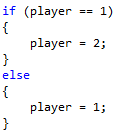 if (player == 1)
{
    player = 2;
}
else
{
    player = 1;
}